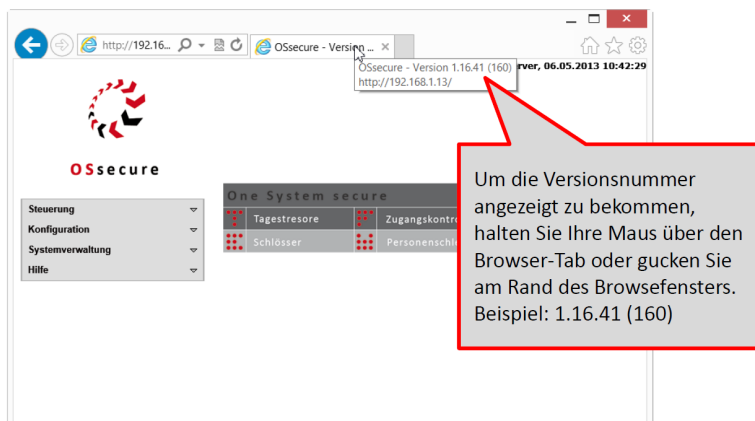 http://192.16...
OSsecure - Version ...
OSsecure - Version 1.16.41 (160)
http://192.168.1.13/
rver, 06.05.2013 10:42:29
OSsecure
Steuerung
Konfiguration
Systemverwaltung
Hilfe
One System secure
Tagestresore
Zugangskontro
Schlösser
Personenschle
Um die Versionsnummer
angezeigt zu bekommen,
halten Sie Ihre Maus über den
Browser-Tab oder gucken Sie
am Rand des Browsefensters.
Beispiel: 1.16.41 (160)